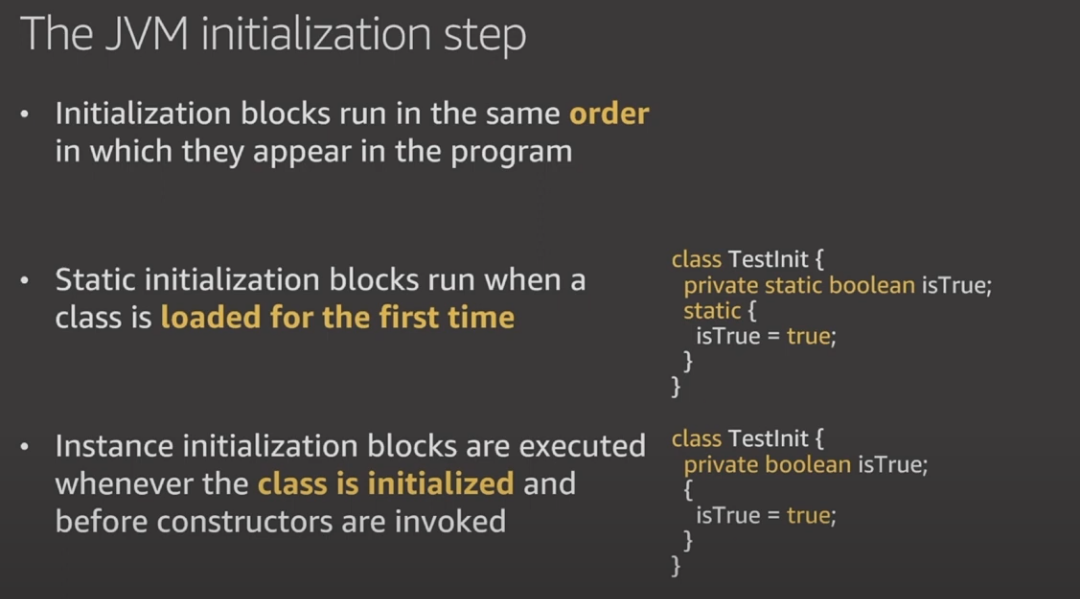 The JVM initialization step
• Initialization blocks run in the same order
in which they appear in the program
• Static initialization blocks run when a
class is loaded for the first time
class TestInit {
private static boolean isTrue;
static {
isTrue = true;
}
}
• Instance initialization blocks are executed
whenever the class is initialized and
before constructors are invoked
class TestInit {
private boolean isTrue;
{
isTrue = true;
}
}